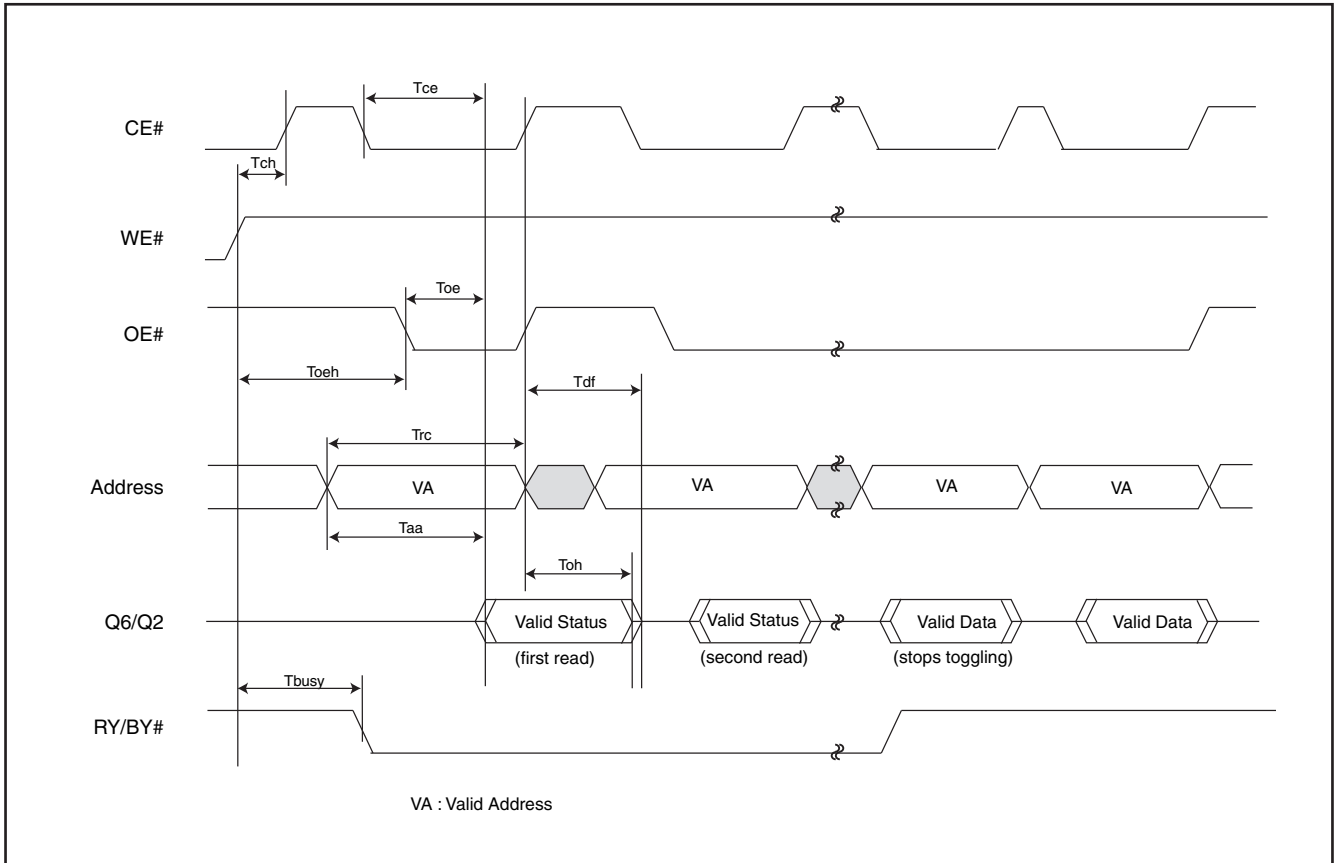 Tce
CE#
Tch
WE#
Toe
OE#
Toeh
Tdf
Trc
Address
VA
VA
VA
VA
Taa
Toh
Q6/Q2
Valid Status
Valid Status
Valid Data
Valid Data
(first read)
(second read)
(stops toggling)
Tbusy
RY/BY#
VA : Valid Address